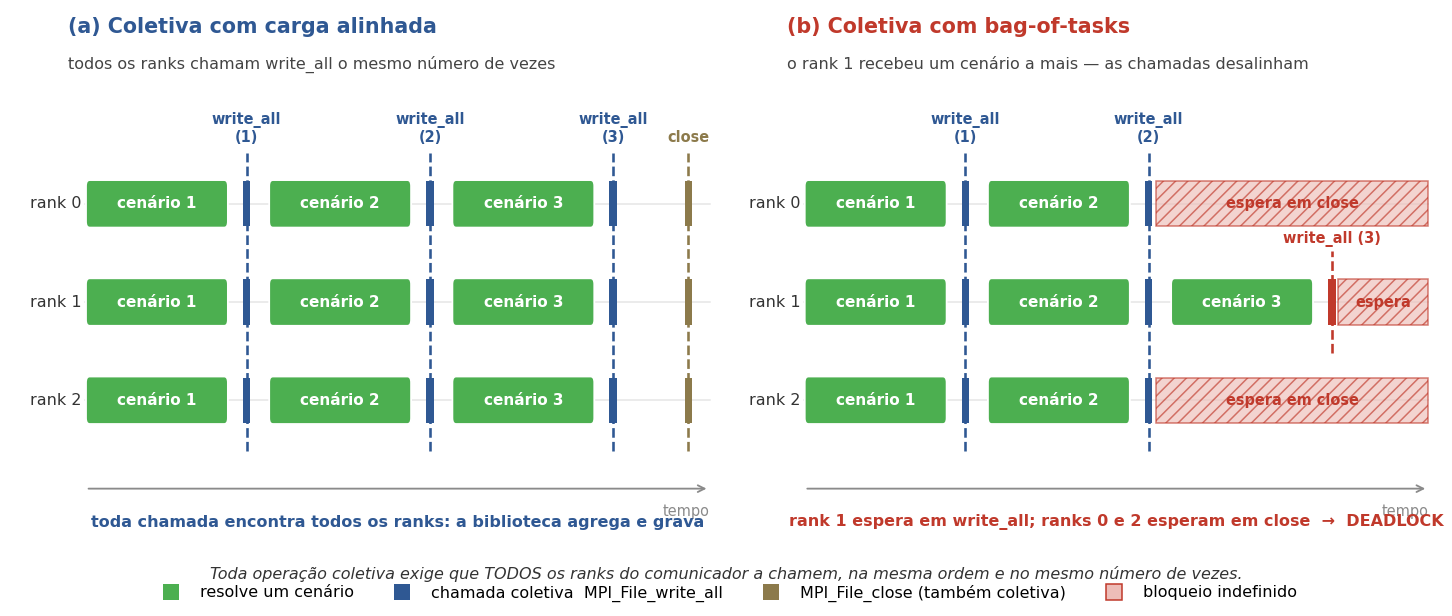 (a) Coletiva com carga alinhada
todos os ranks chamam write_all o mesmo número de vezes
write_all
(1)
write_all
(2)
write_all
(3)
close
rank 0
cenário 1
cenário 2
cenário 3
rank 1
cenário 1
cenário 2
cenário 3
rank 2
cenário 1
cenário 2
cenário 3
tempo
toda chamada encontra todos os ranks: a biblioteca agrega e grava
(b) Coletiva com bag-of-tasks
o rank 1 recebeu um cenário a mais — as chamadas desalinham
write_all
(1)
write_all
(2)
rank 0
cenário 1
cenário 2
espera em close
write_all (3)
rank 1
cenário 1
cenário 2
cenário 3
espera
rank 2
cenário 1
cenário 2
espera em close
tempo
rank 1 espera em write_all; ranks 0 e 2 esperam em close → DEADLOCK
Toda operação coletiva exige que TODOS os ranks do comunicador a chamem, na mesma ordem e no mesmo número de vezes.
resolve um cenário
chamada coletiva MPI_File_write_all
MPI_File_close (também coletiva)
bloqueio indefinido